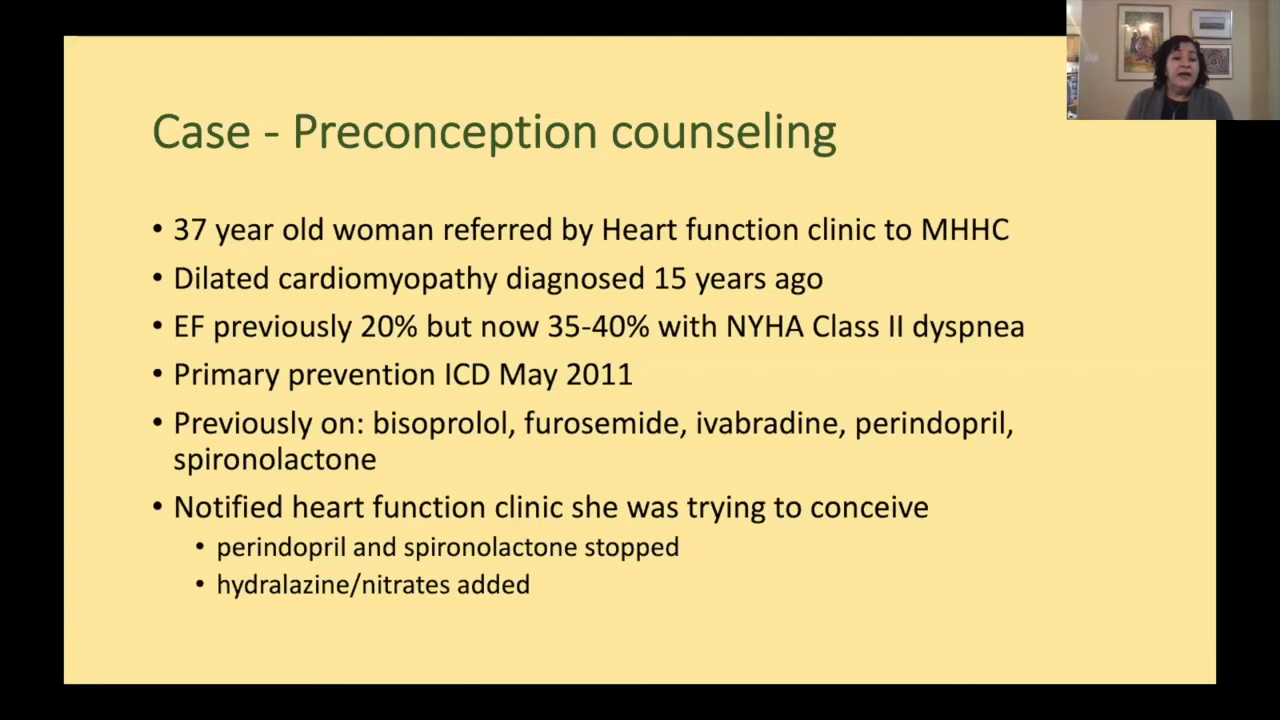 Case - Preconception counseling
• 37 year old woman referred by Heart function clinic to MHHC
• Dilated cardiomyopathy diagnosed 15 years ago
• EF previously 20% but now 35-40% with NYHA Class II dyspnea
• Primary prevention ICD May 2011
• Previously on: bisoprolol, furosemide, ivabradine, perindopril,
spironolactone
• Notified heart function clinic she was trying to conceive
• perindopril and spironolactone stopped
• hydralazine/nitrates added